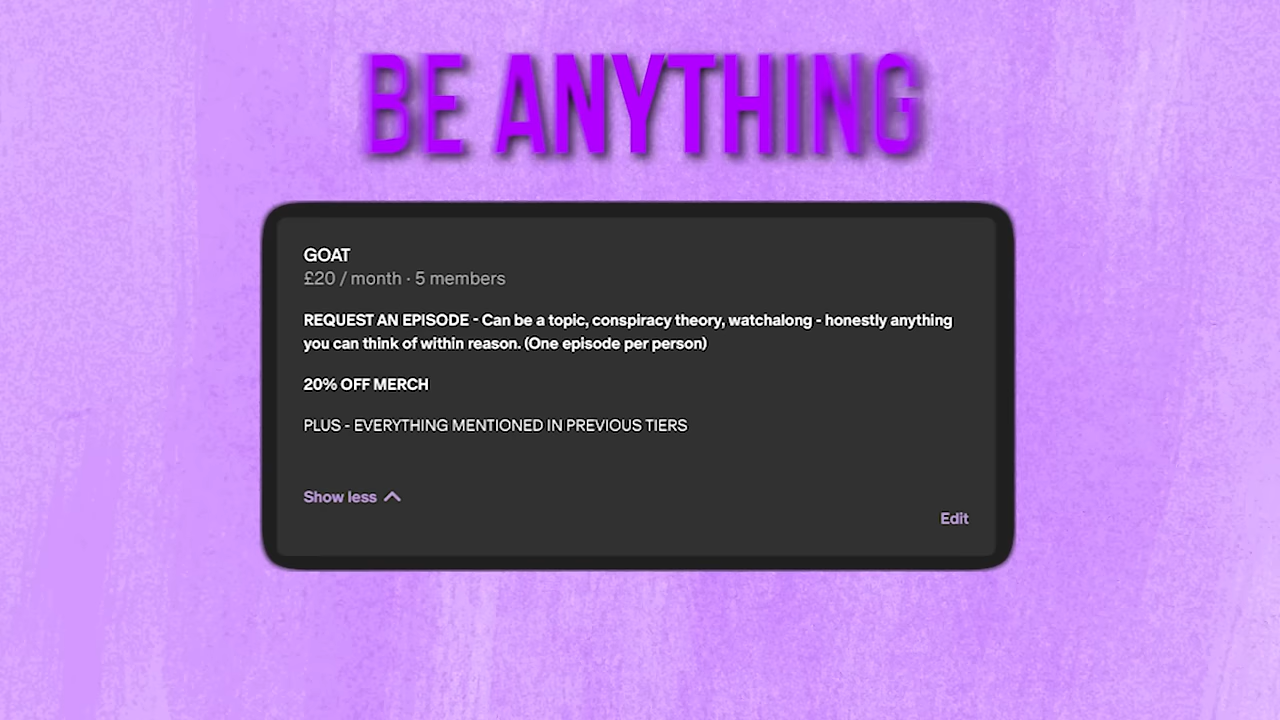 BE ANYTHING
GOAT
£20 / month · 5 members
REQUEST AN EPISODE - Can be a topic, conspiracy theory, watchalong - honestly anything
you can think of within reason. (One episode per person)
20% OFF MERCH
PLUS - EVERYTHING MENTIONED IN PREVIOUS TIERS
Show less
Edit